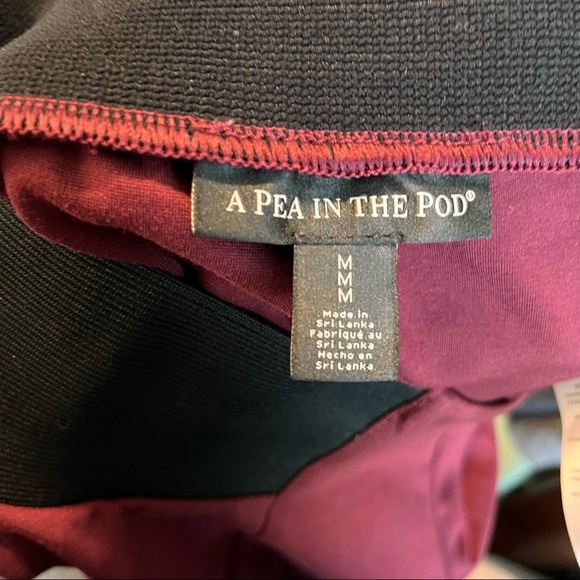 A PEA IN THE POD®
M
M
M
Made in
Sri Lanka
Fabriqué au
Sri Lanka
Hecho en
Sri Lanka